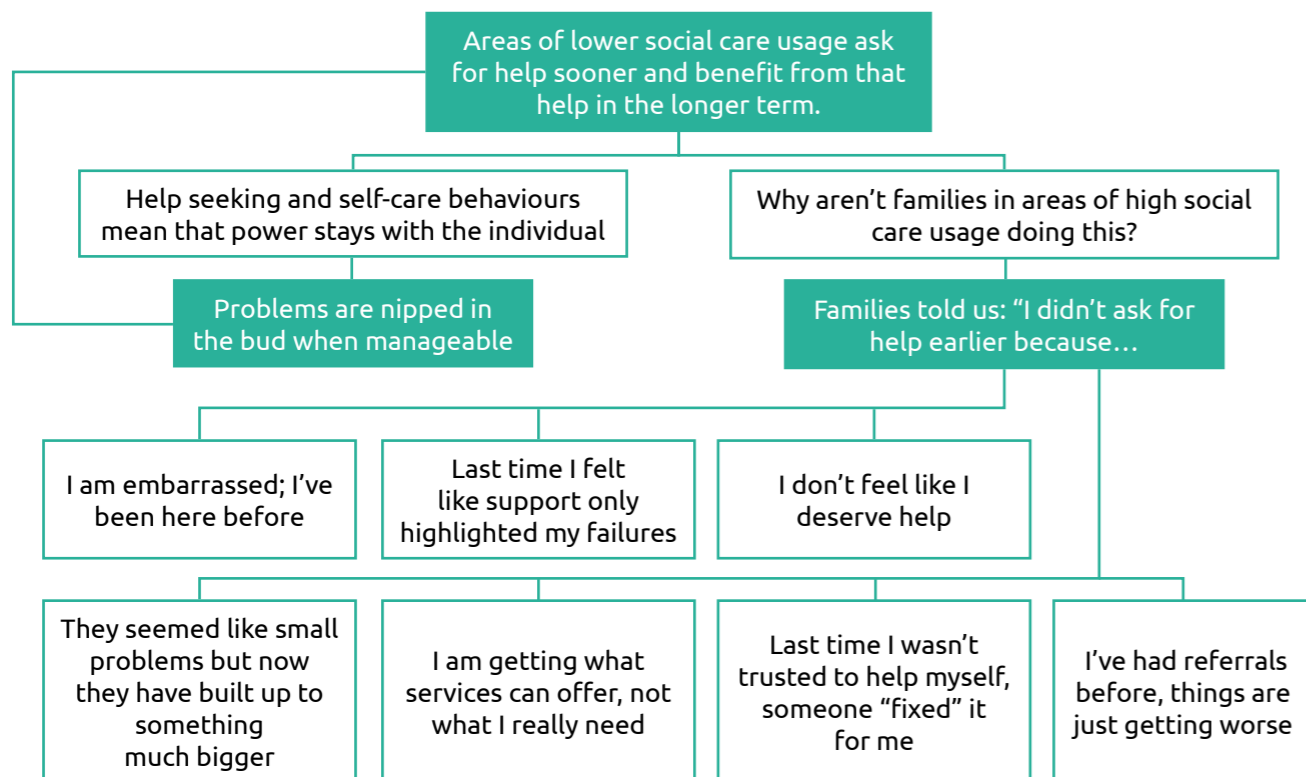 Areas of lower social care usage ask
for help sooner and benefit from that
help in the longer term.
Help seeking and self-care behaviours
mean that power stays with the individual
Why aren’t families in areas of high social
care usage doing this?
Problems are nipped in
the bud when manageable
Families told us: “I didn’t ask for
help earlier because…
I am embarrassed; I’ve
been here before
Last time I felt
like support only
highlighted my failures
I don’t feel like I
deserve help
They seemed like small
problems but now
they have built up to
something
much bigger
I am getting what
services can offer, not
what I really need
Last time I wasn’t
trusted to help myself,
someone “fixed” it
for me
I’ve had referrals
before, things are
just getting worse